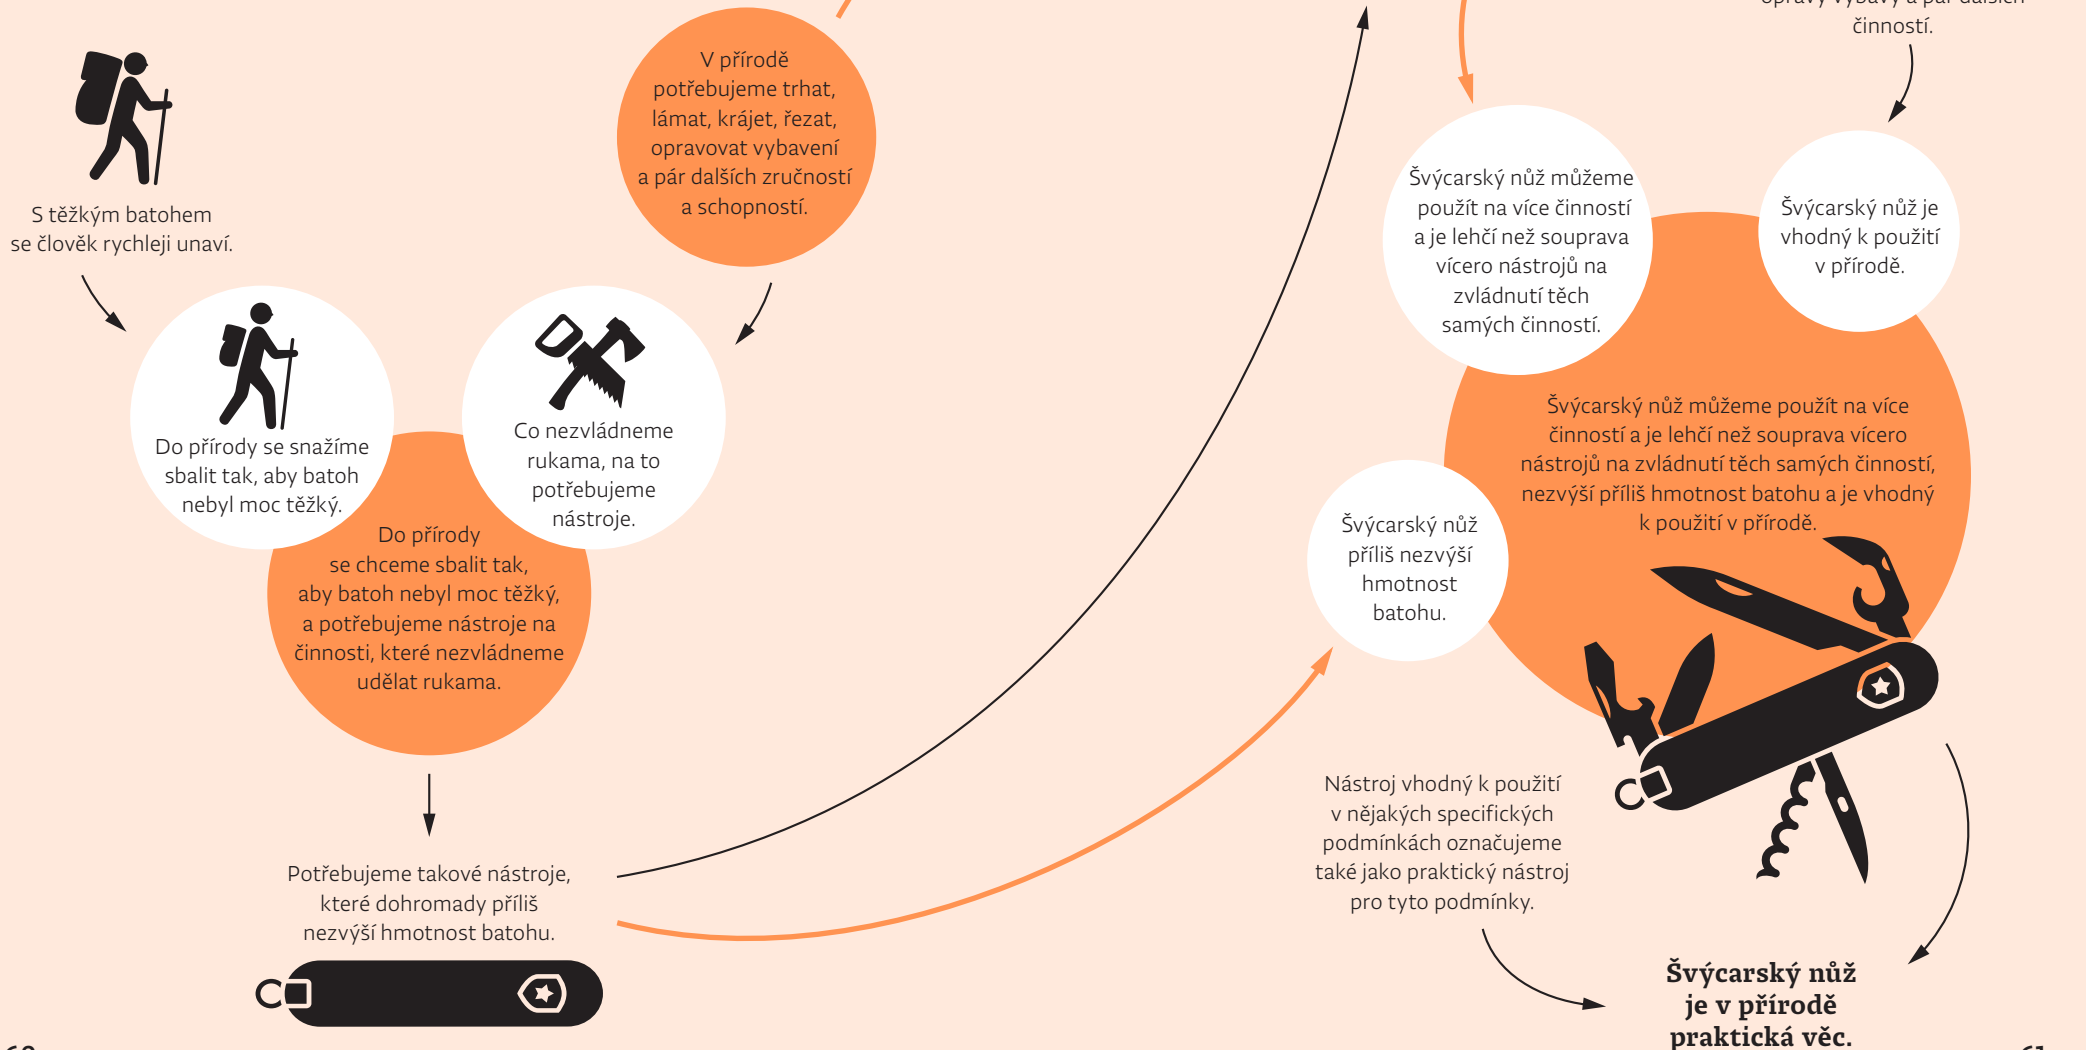 S těžkým batohem
se člověk rychleji unaví.
V přírodě
potřebujeme trhat,
lámat, krájet, řezat,
opravovat vybavení
a pár dalších zručností
a schopností.
Do přírody se snažíme
sbalit tak, aby batoh
nebyl moc těžký.
Co nezvládneme
rukama, na to
potřebujeme
nástroje.
Do přírody
se chceme sbalit tak,
aby batoh nebyl moc těžký,
a potřebujeme nástroje na
činnosti, které nezvládneme
udělat rukama.
Potřebujeme takové nástroje,
které dohromady příliš
nezvýší hmotnost batohu.
činností.
Švýcarský nůž můžeme
použít na více činností
a je lehčí než souprava
vícero nástrojů na
zvládnutí těch
samých činností.
Švýcarský nůž je
vhodný k použití
v přírodě.
Švýcarský nůž můžeme použít na více
činností a je lehčí než souprava vícero
nástrojů na zvládnutí těch samých činností,
nezvýší příliš hmotnost batohu a je vhodný
k použití v přírodě.
Švýcarský nůž
příliš nezvýší
hmotnost
batohu.
Nástroj vhodný k použití
v nějakých specifických
podmínkách označujeme
také jako praktický nástroj
pro tyto podmínky.
Švýcarský nůž
je v přírodě
praktická věc.